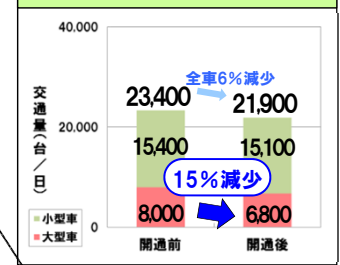 40.000
全車6％減少
23,400
21,900
交通量(台／日)
20.000
15,400
15,100
15％減少
小型車
大型車
8,000
6,800
0
開通前
開通後